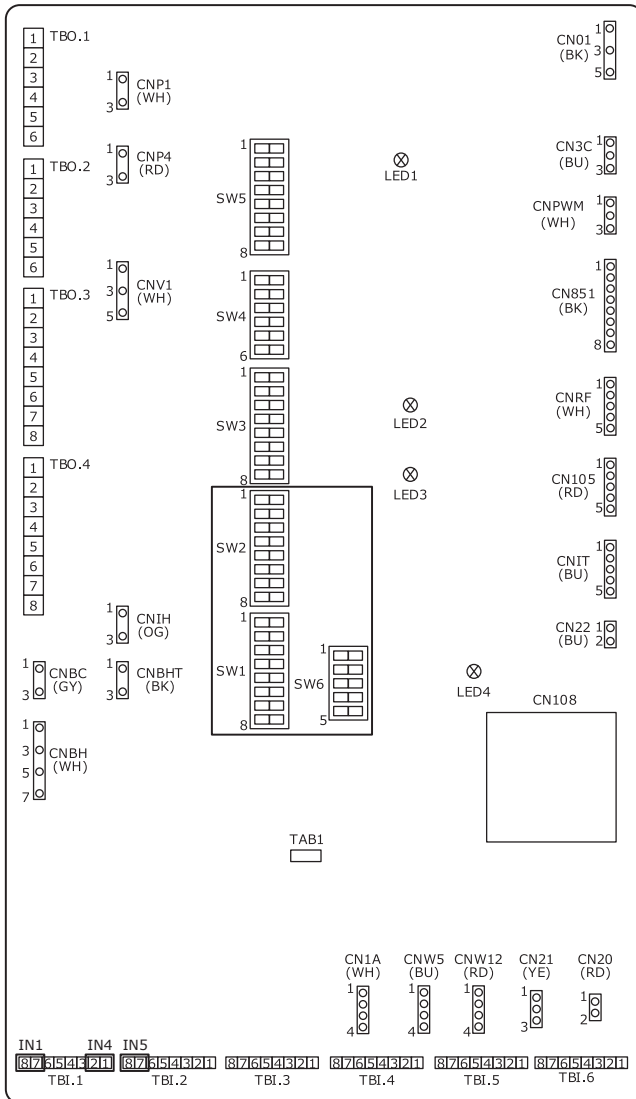 TBO.1
1
2
3
4
5
6
CNP1
(WH)
1
3
CN01
(BK)
1
3
5
TBO.2
1
2
3
4
5
6
CNP4
(RD)
1
3
SW5
1
8
LED1
CN3C
(BU)
1
3
CNPWM
(WH)
1
3
TBO.3
1
2
3
4
5
6
7
8
CNV1
(WH)
1
3
5
SW4
1
6
CN851
(BK)
1
8
SW3
1
8
LED2
CNRF
(WH)
1
5
TBO.4
1
2
3
4
5
6
7
8
LED3
CN105
(RD)
1
5
SW2
1
8
CNIT
(BU)
1
5
CNIH
(OG)
1
3
SW1
1
8
SW6
1
5
CN22
(BU)
1
2
CNBC
(GY)
1
3
CNBHT
(BK)
1
3
LED4
CN108
CNBH
(WH)
1
3
5
7
TAB1
CN1A
(WH)
1
4
CNW5
(BU)
1
4
CNW12
(RD)
1
4
CN21
(YE)
1
3
CN20
(RD)
1
2
IN1 IN4 IN5
8 7 6 5 4 3 2 1
TBI.1
8 7 6 5 4 3 2 1
TBI.2
8 7 6 5 4 3 2 1
TBI.3
8 7 6 5 4 3 2 1
TBI.4
8 7 6 5 4 3 2 1
TBI.5
8 7 6 5 4 3 2 1
TBI.6